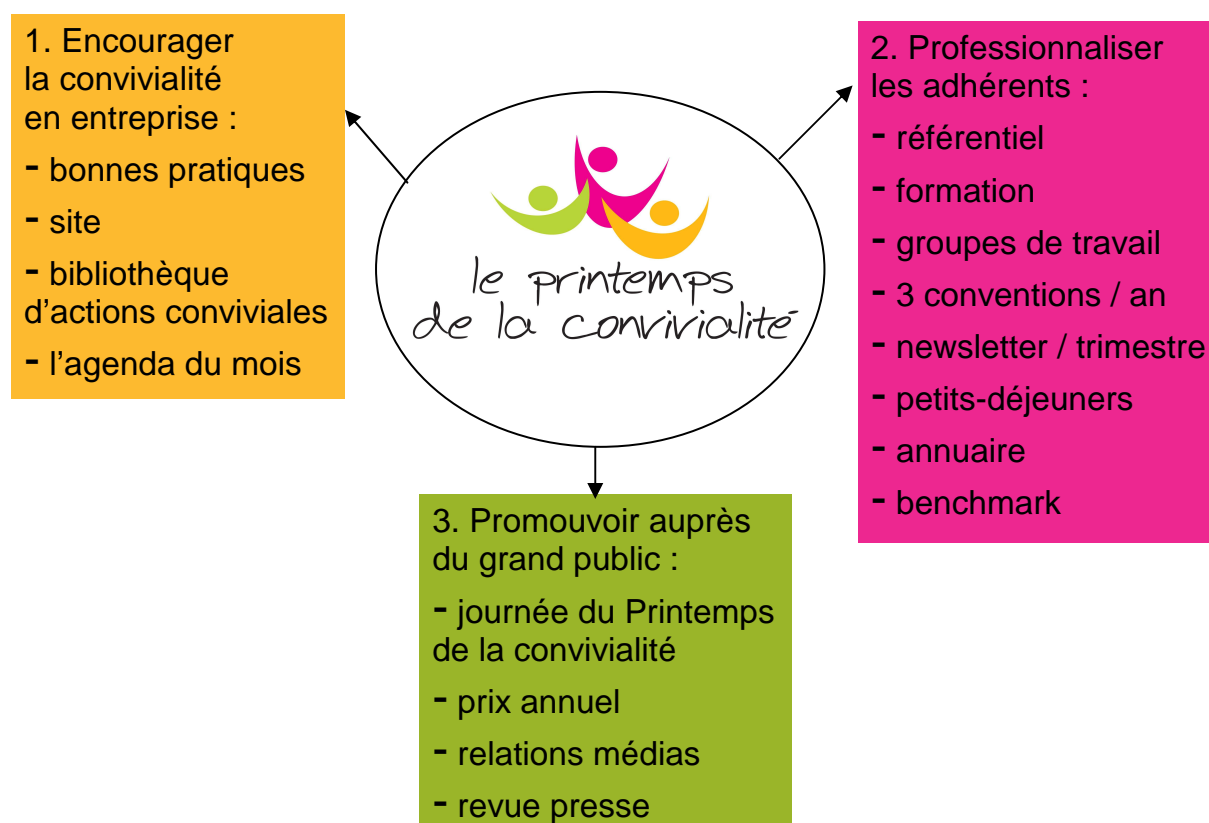 1. Encourager
la convivialité
en entreprise :
- bonnes pratiques
- site
- bibliothèque
d’actions conviviales
- l’agenda du mois
le printemps
de la convivialité
2. Professionnaliser
les adhérents :
- référentiel
- formation
- groupes de travail
- 3 conventions / an
- newsletter / trimestre
- petits-déjeuners
- annuaire
- benchmark
3. Promouvoir auprès
du grand public :
- journée du Printemps
de la convivialité
- prix annuel
- relations médias
- revue presse